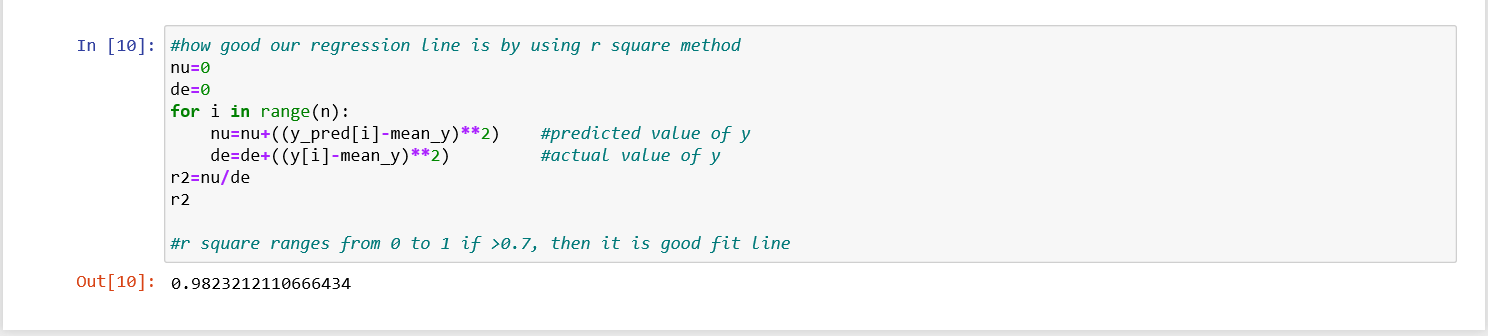 In [10]: #how good our regression line is by using r square method
nu=0
de=0
for i in range(n):
    nu=nu+((y_pred[i]-mean_y)**2)    #predicted value of y
    de=de+((y[i]-mean_y)**2)         #actual value of y
r2=nu/de
r2
#r square ranges from 0 to 1 if >0.7, then it is good fit line
Out[10]: 0.9823212110666434